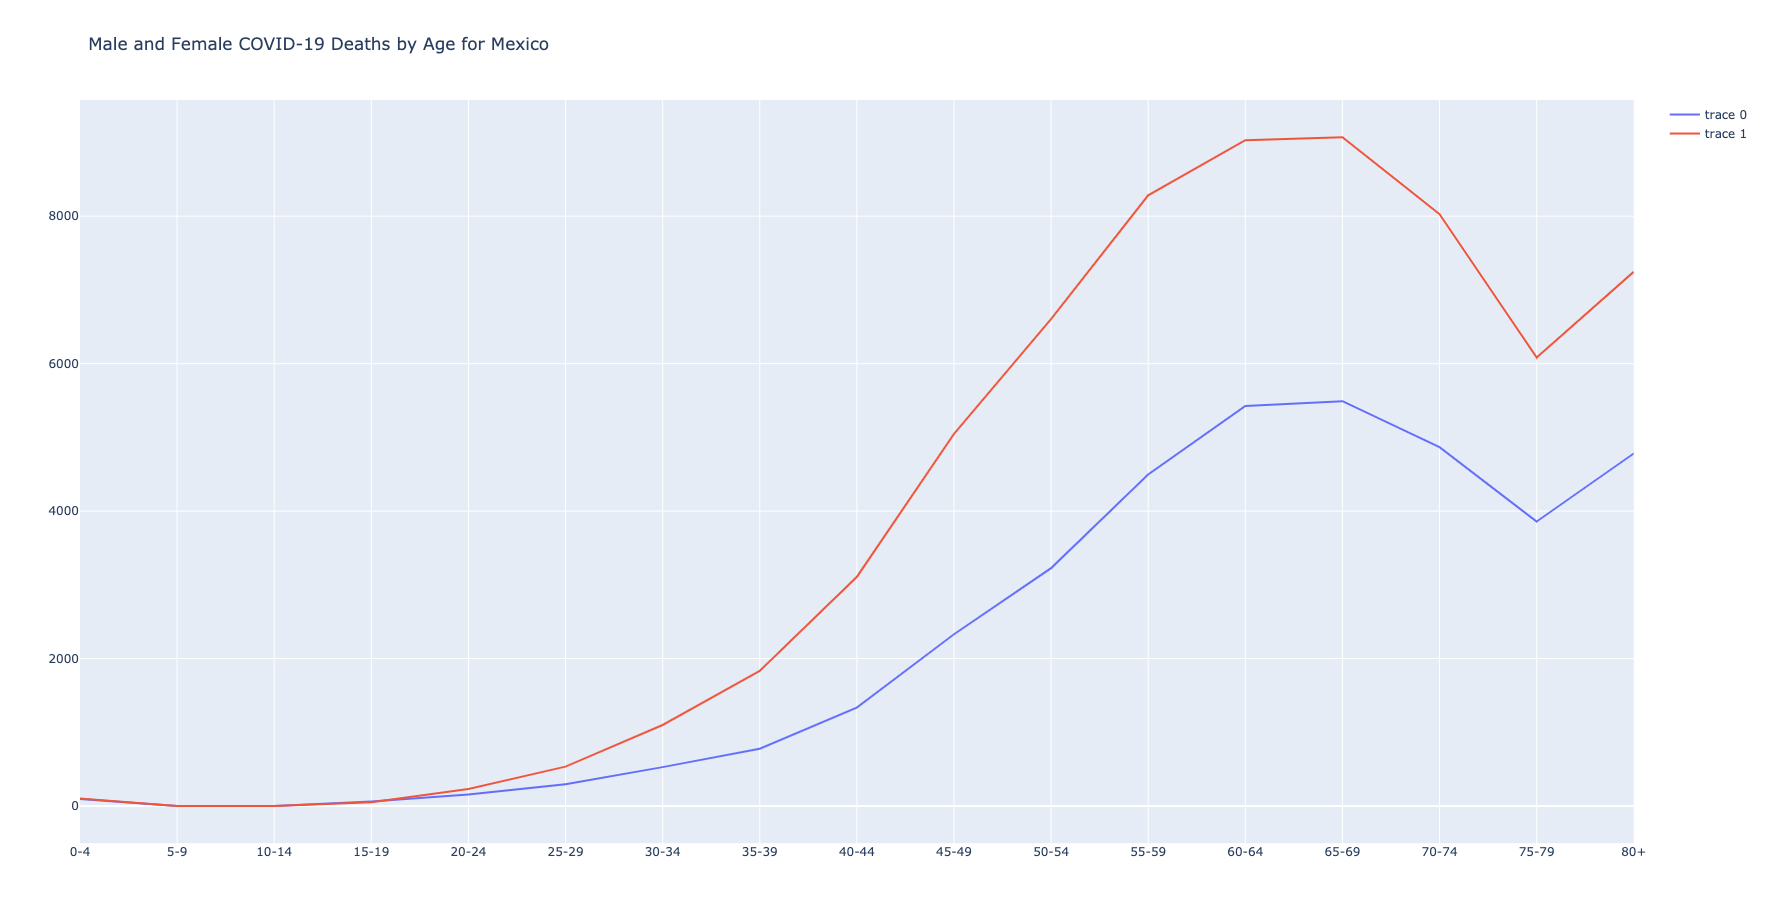 Male and Female COVID-19 Deaths by Age for Mexico
trace 0
trace 1
8000
6000
4000
2000
0
0-4 5-9 10-14 15-19 20-24 25-29 30-34 35-39 40-44 45-49 50-54 55-59 60-64 65-69 70-74 75-79 80+